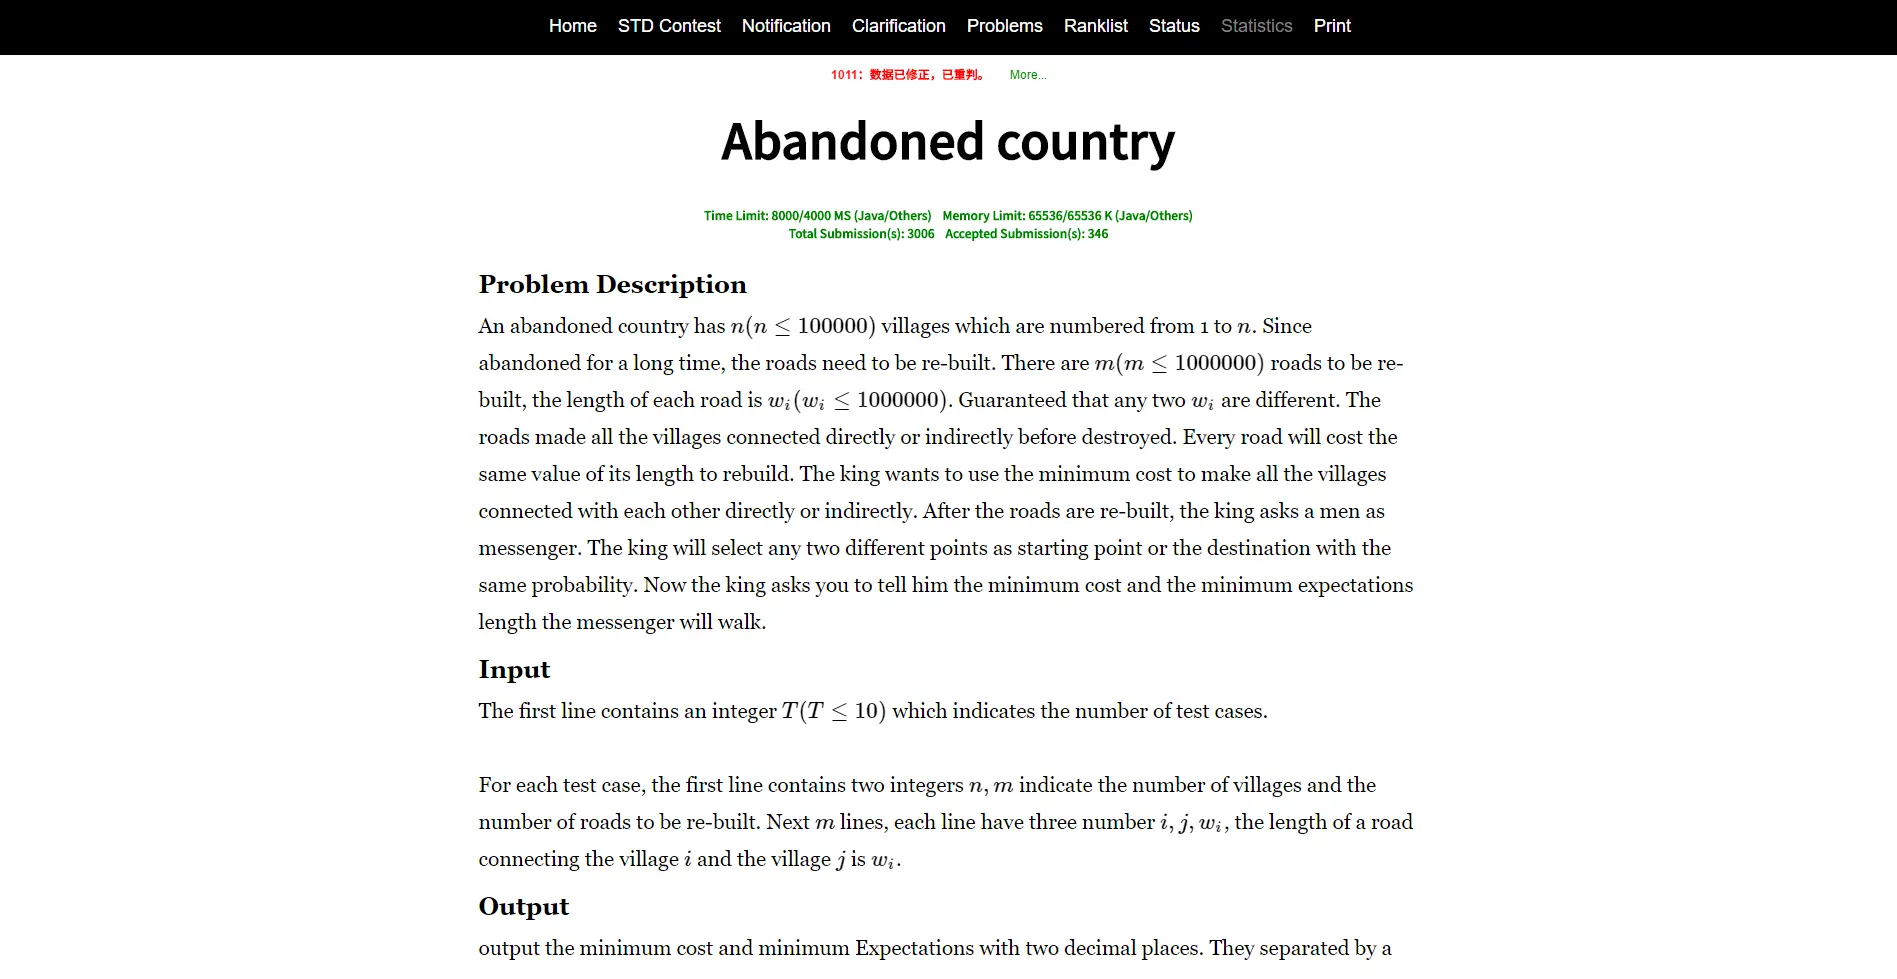 Home STD Contest Notification Clarification Problems Ranklist Status Statistics Print
1011：数据已修正，已重判。 More...
Abandoned country
Time Limit: 8000/4000 MS (Java/Others) Memory Limit: 65536/65536 K (Java/Others)
Total Submission(s): 3006 Accepted Submission(s): 346
Problem Description
An abandoned country has n(n ≤ 100000) villages which are numbered from 1 to n. Since
abandoned for a long time, the roads need to be re-built. There are m(m ≤ 1000000) roads to be re-
built, the length of each road is wᵢ(wᵢ ≤ 1000000). Guaranteed that any two wᵢ are different. The
roads made all the villages connected directly or indirectly before destroyed. Every road will cost the
same value of its length to rebuild. The king wants to use the minimum cost to make all the villages
connected with each other directly or indirectly. After the roads are re-built, the king asks a men as
messenger. The king will select any two different points as starting point or the destination with the
same probability. Now the king asks you to tell him the minimum cost and the minimum expectations
length the messenger will walk.
Input
The first line contains an integer T(T ≤ 10) which indicates the number of test cases.
For each test case, the first line contains two integers n, m indicate the number of villages and the
number of roads to be re-built. Next m lines, each line have three number i, j, wᵢ, the length of a road
connecting the village i and the village j is wᵢ.
Output
output the minimum cost and minimum Expectations with two decimal places. They separated by a